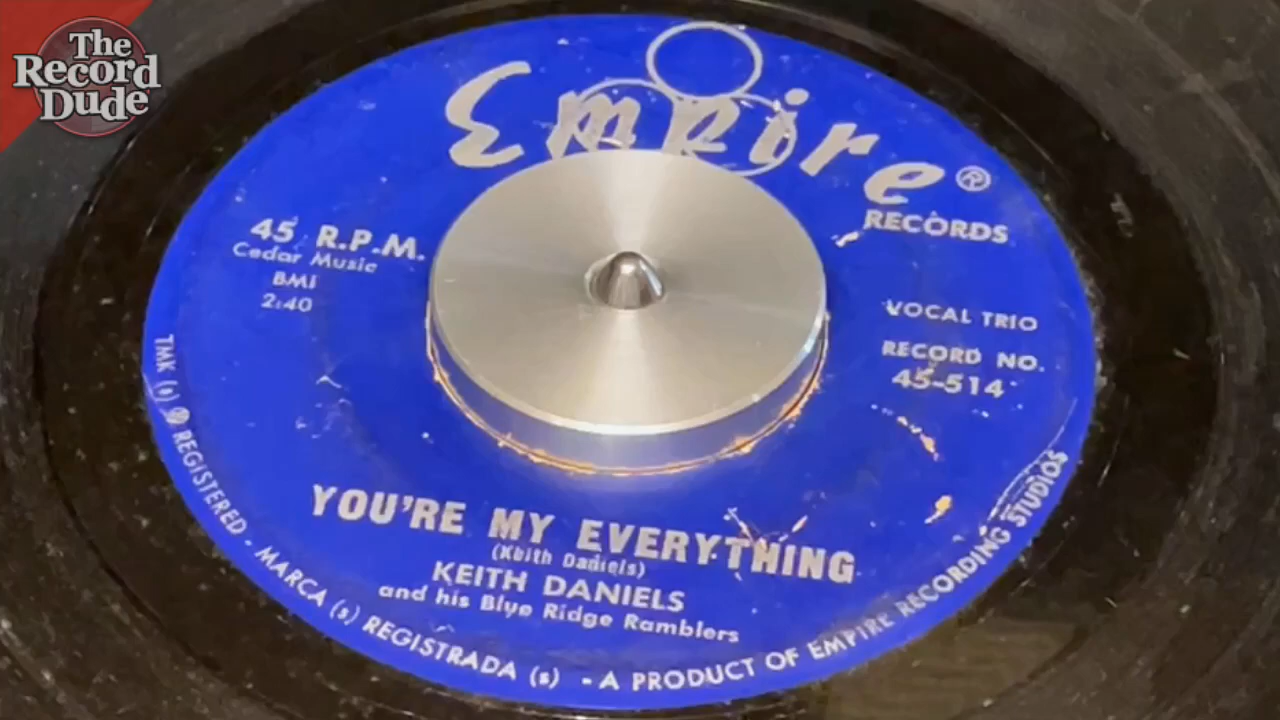 The
Record
Dude
Empire®
RECORDS
45 R.P.M.
Cedar Music
BMI
2:40
VOCAL TRIO
RECORD NO.
45-514
YOU'RE MY EVERYTHING
(Keith Daniels)
KEITH DANIELS
and his Blue Ridge Ramblers
TMK (s) ® REGISTERED - MARCA (s) REGISTRADA (s) - A PRODUCT OF EMPIRE RECORDING STUDIOS